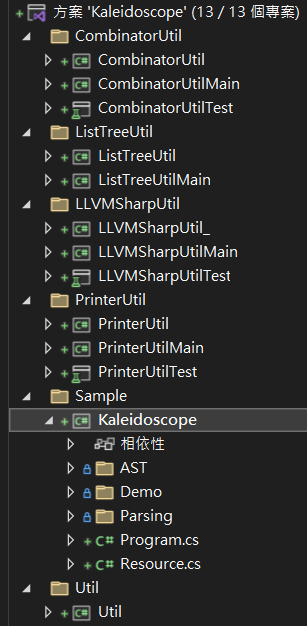 方案 'Kaleidoscope' (13 / 13 個專案)
CombinatorUtil
CombinatorUtil
CombinatorUtilMain
CombinatorUtilTest
ListTreeUtil
ListTreeUtil
ListTreeUtilMain
LLVMSharpUtil
LLVMSharpUtil_
LLVMSharpUtilMain
LLVMSharpUtilTest
PrinterUtil
PrinterUtil
PrinterUtilMain
PrinterUtilTest
Sample
Kaleidoscope
相依性
AST
Demo
Parsing
Program.cs
Resource.cs
Util
Util